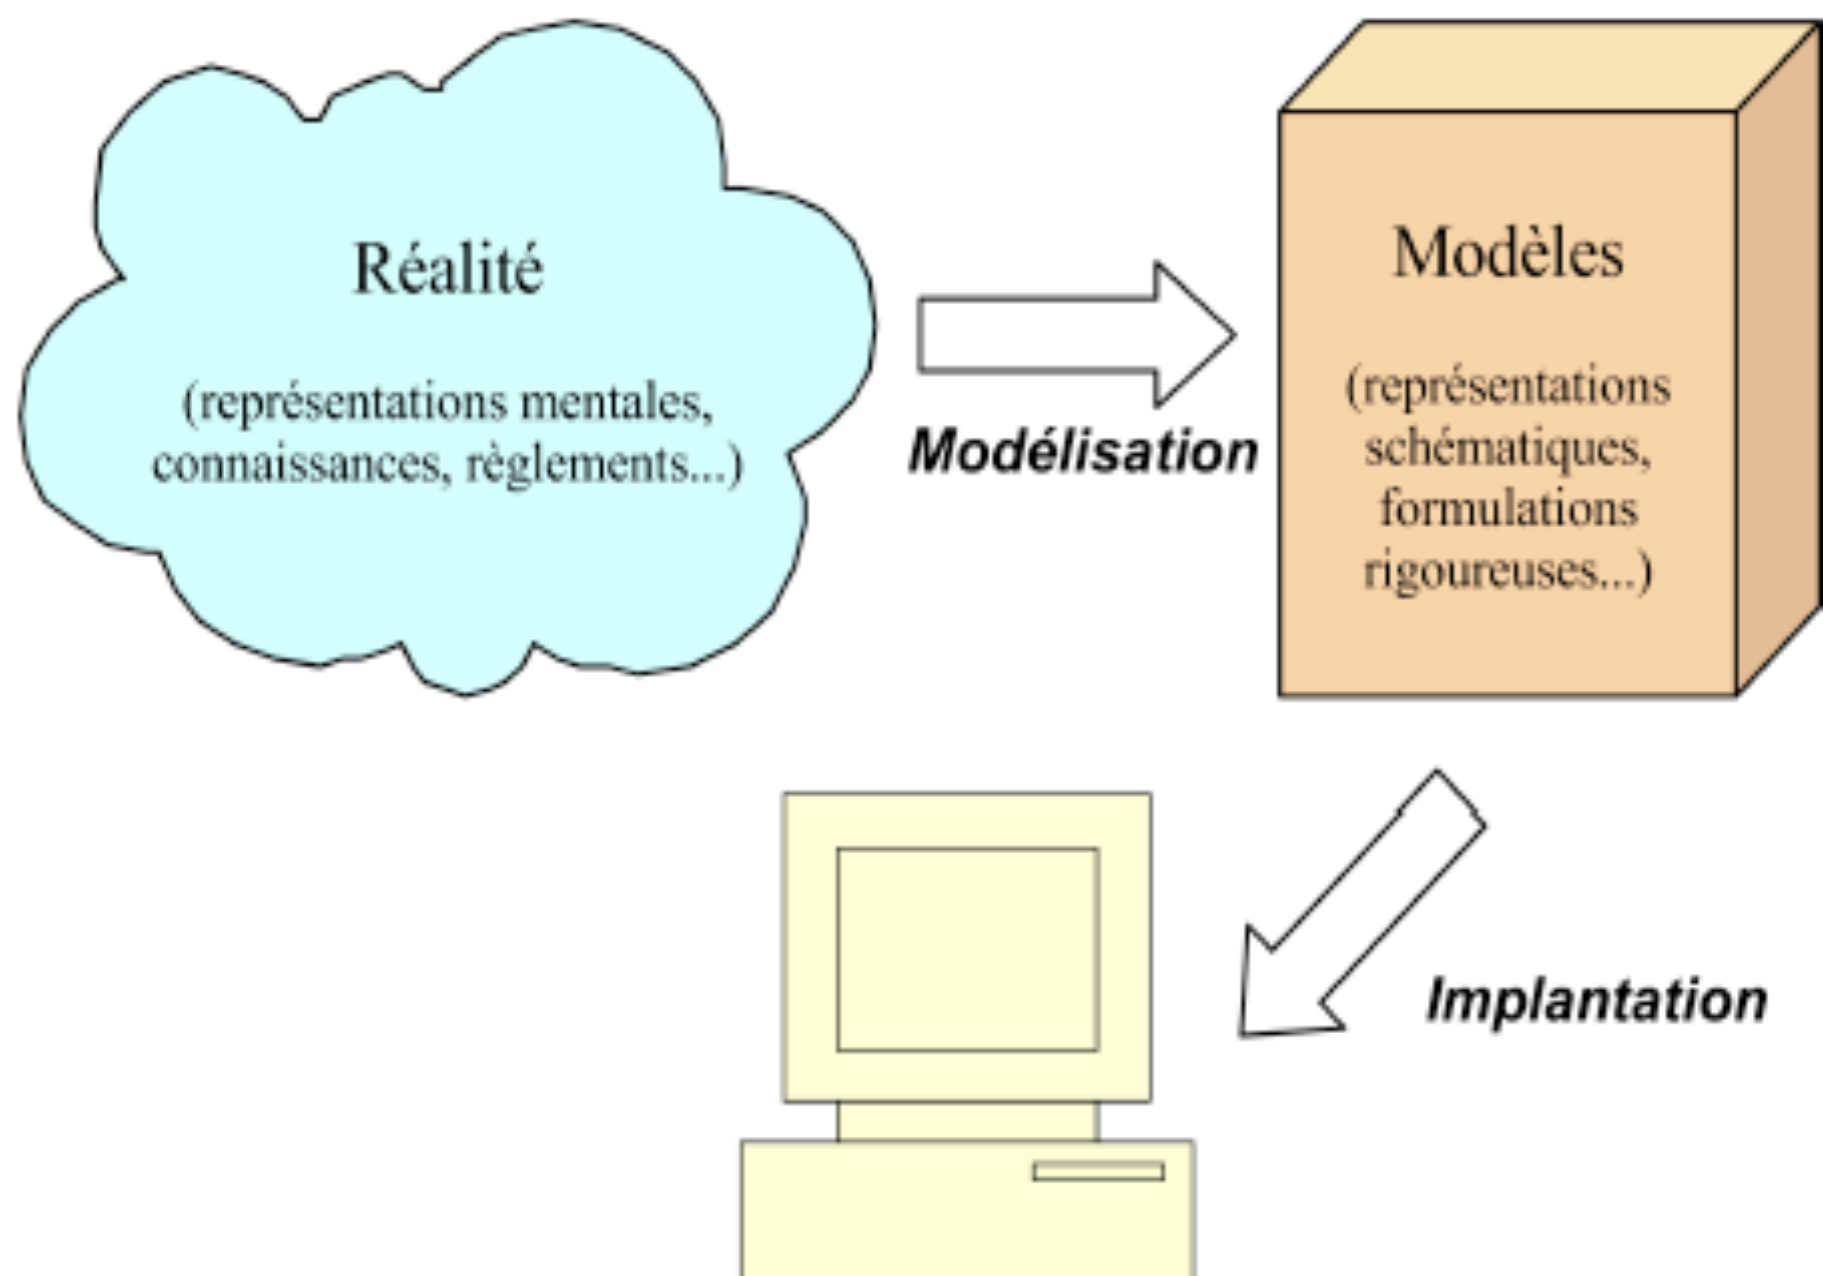 Réalité
(représentations mentales,
connaissances, règlements...)
Modélisation
Modèles
(représentations
schématiques,
formulations
rigoureuses...)
Implantation